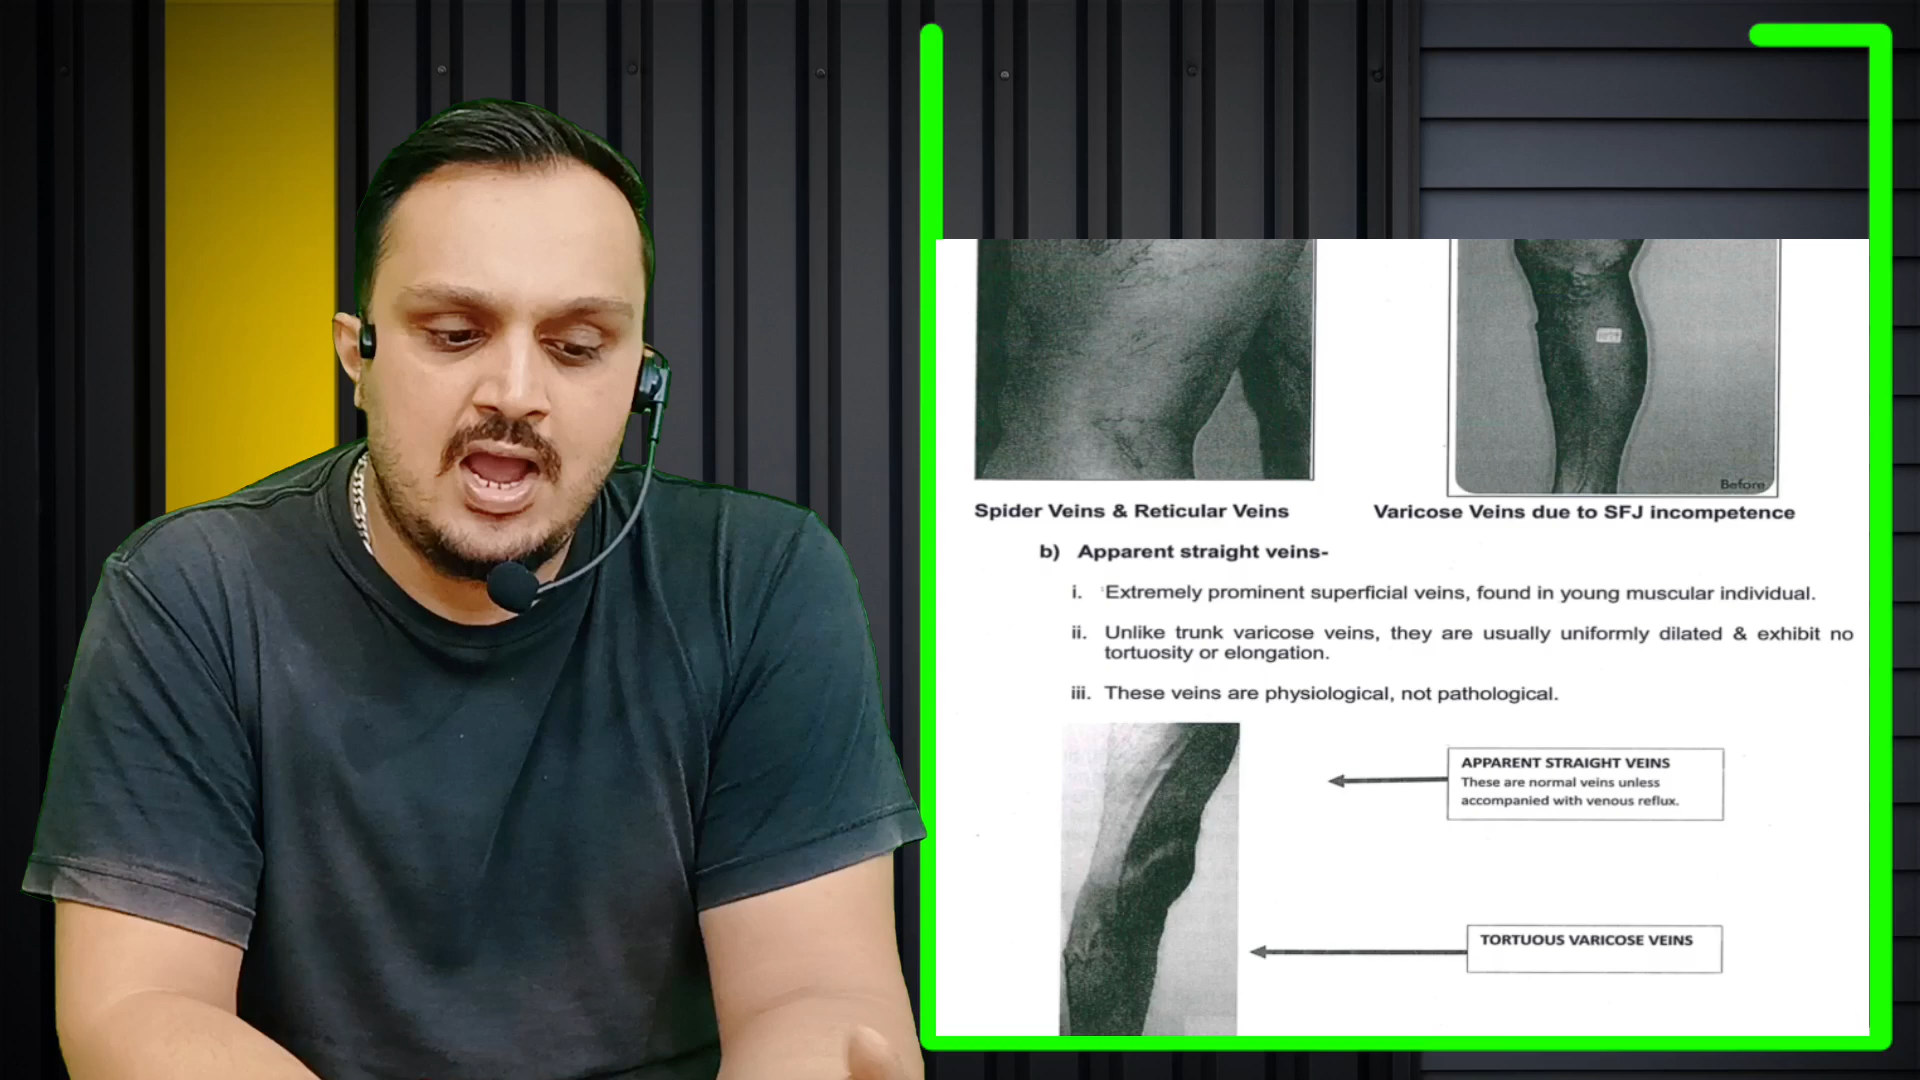 Before
Spider Veins & Reticular Veins
Varicose Veins due to SFJ incompetence
b) Apparent straight veins-
i. Extremely prominent superficial veins, found in young muscular individual.
ii. Unlike trunk varicose veins, they are usually uniformly dilated & exhibit no
tortuosity or elongation.
iii. These veins are physiological, not pathological.
APPARENT STRAIGHT VEINS
These are normal veins unless
accompanied with venous reflux.
TORTUOUS VARICOSE VEINS